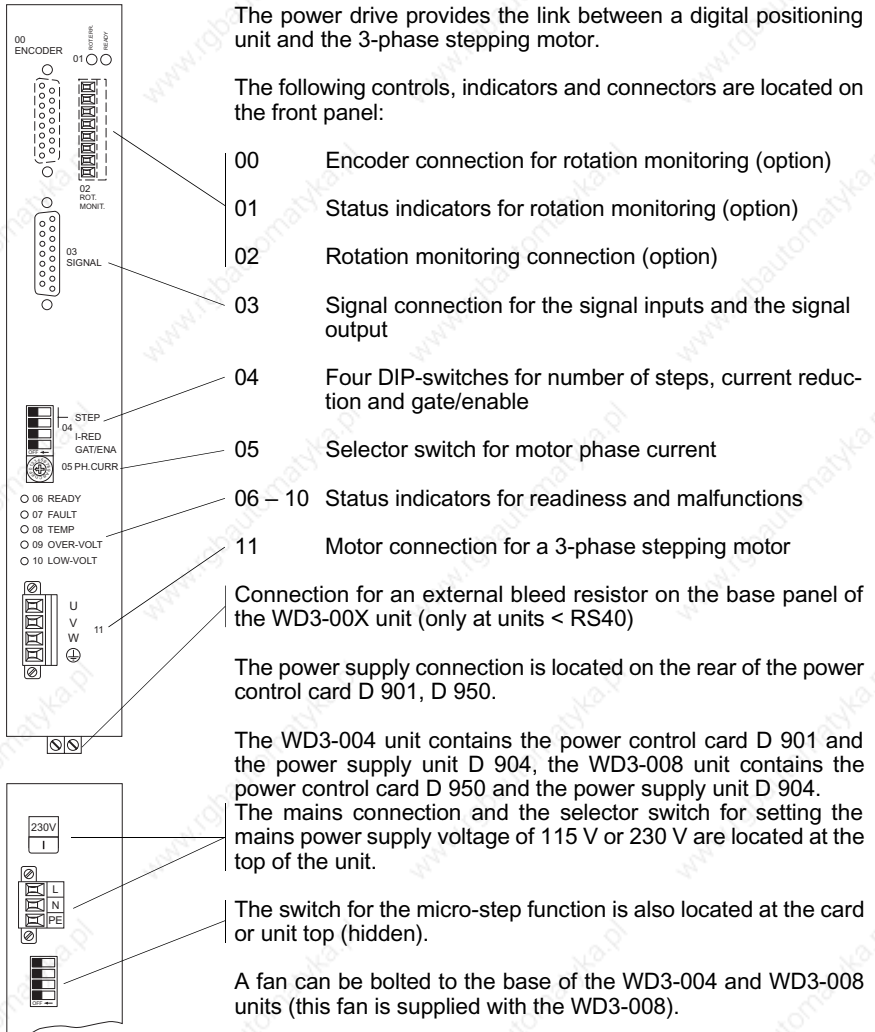 The power drive provides the link between a digital positioning
unit and the 3-phase stepping motor.
The following controls, indicators and connectors are located on
the front panel:
00 Encoder connection for rotation monitoring (option)
01 Status indicators for rotation monitoring (option)
02 Rotation monitoring connection (option)
03 Signal connection for the signal inputs and the signal
output
04 Four DIP-switches for number of steps, current reduc-
tion and gate/enable
05 Selector switch for motor phase current
06 – 10 Status indicators for readiness and malfunctions
11 Motor connection for a 3-phase stepping motor
Connection for an external bleed resistor on the base panel of
the WD3-00X unit (only at units < RS40)
The power supply connection is located on the rear of the power
control card D 901, D 950.
The WD3-004 unit contains the power control card D 901 and
the power supply unit D 904, the WD3-008 unit contains the
power control card D 950 and the power supply unit D 904.
The mains connection and the selector switch for setting the
mains power supply voltage of 115 V or 230 V are located at the
top of the unit.
The switch for the micro-step function is also located at the card
or unit top (hidden).
A fan can be bolted to the base of the WD3-004 and WD3-008
units (this fan is supplied with the WD3-008).
00
ENCODER
ROT.ERR.
READY
01
02
ROT.
MONIT.
03
SIGNAL
STEP
04
I-RED
GAT/ENA
OFF
05 PH.CURR
06 READY
07 FAULT
08 TEMP
09 OVER-VOLT
10 LOW-VOLT
U
V
W
11
230V
I
L
N
PE
OFF
www.rgbautomatyka.pl